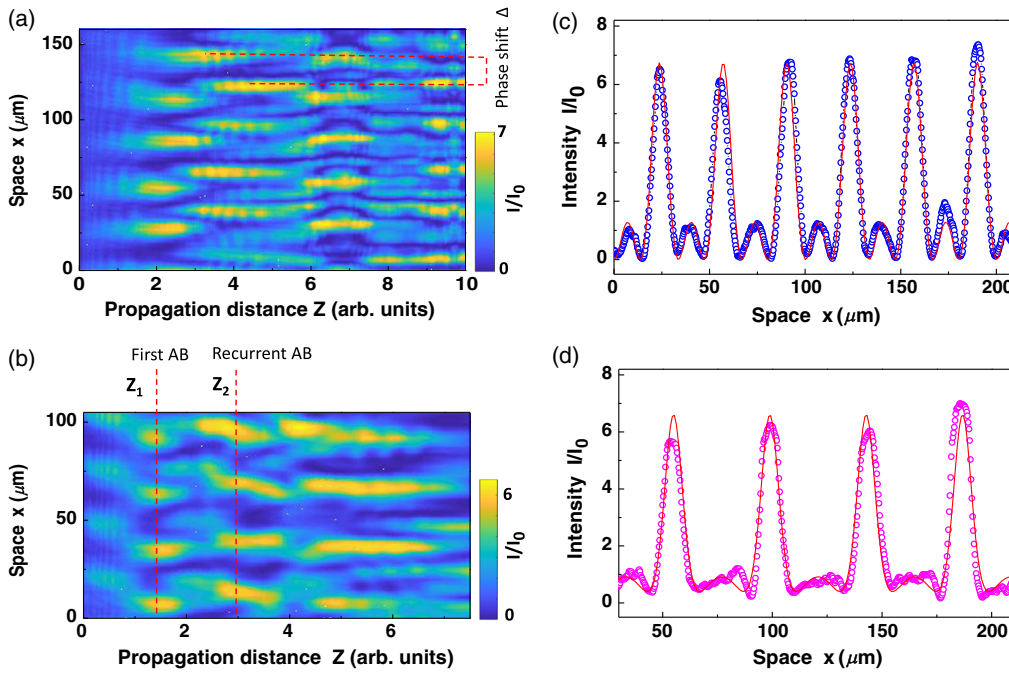 (a)
Space x (μm)
150
100
50
0
0 2 4 6 8 10
Propagation distance Z (arb. units)
Phase shift Δ
7
I/I0
0
(b)
First AB
Recurrent AB
Z1
Z2
Space x (μm)
100
50
0
0 2 4 6
Propagation distance Z (arb. units)
6
I/I0
0
(c)
Intensity I/I0
8
6
4
2
0
0 50 100 150 200
Space x (μm)
(d)
Intensity I/I0
8
6
4
2
0
50 100 150 200
Space x (μm)